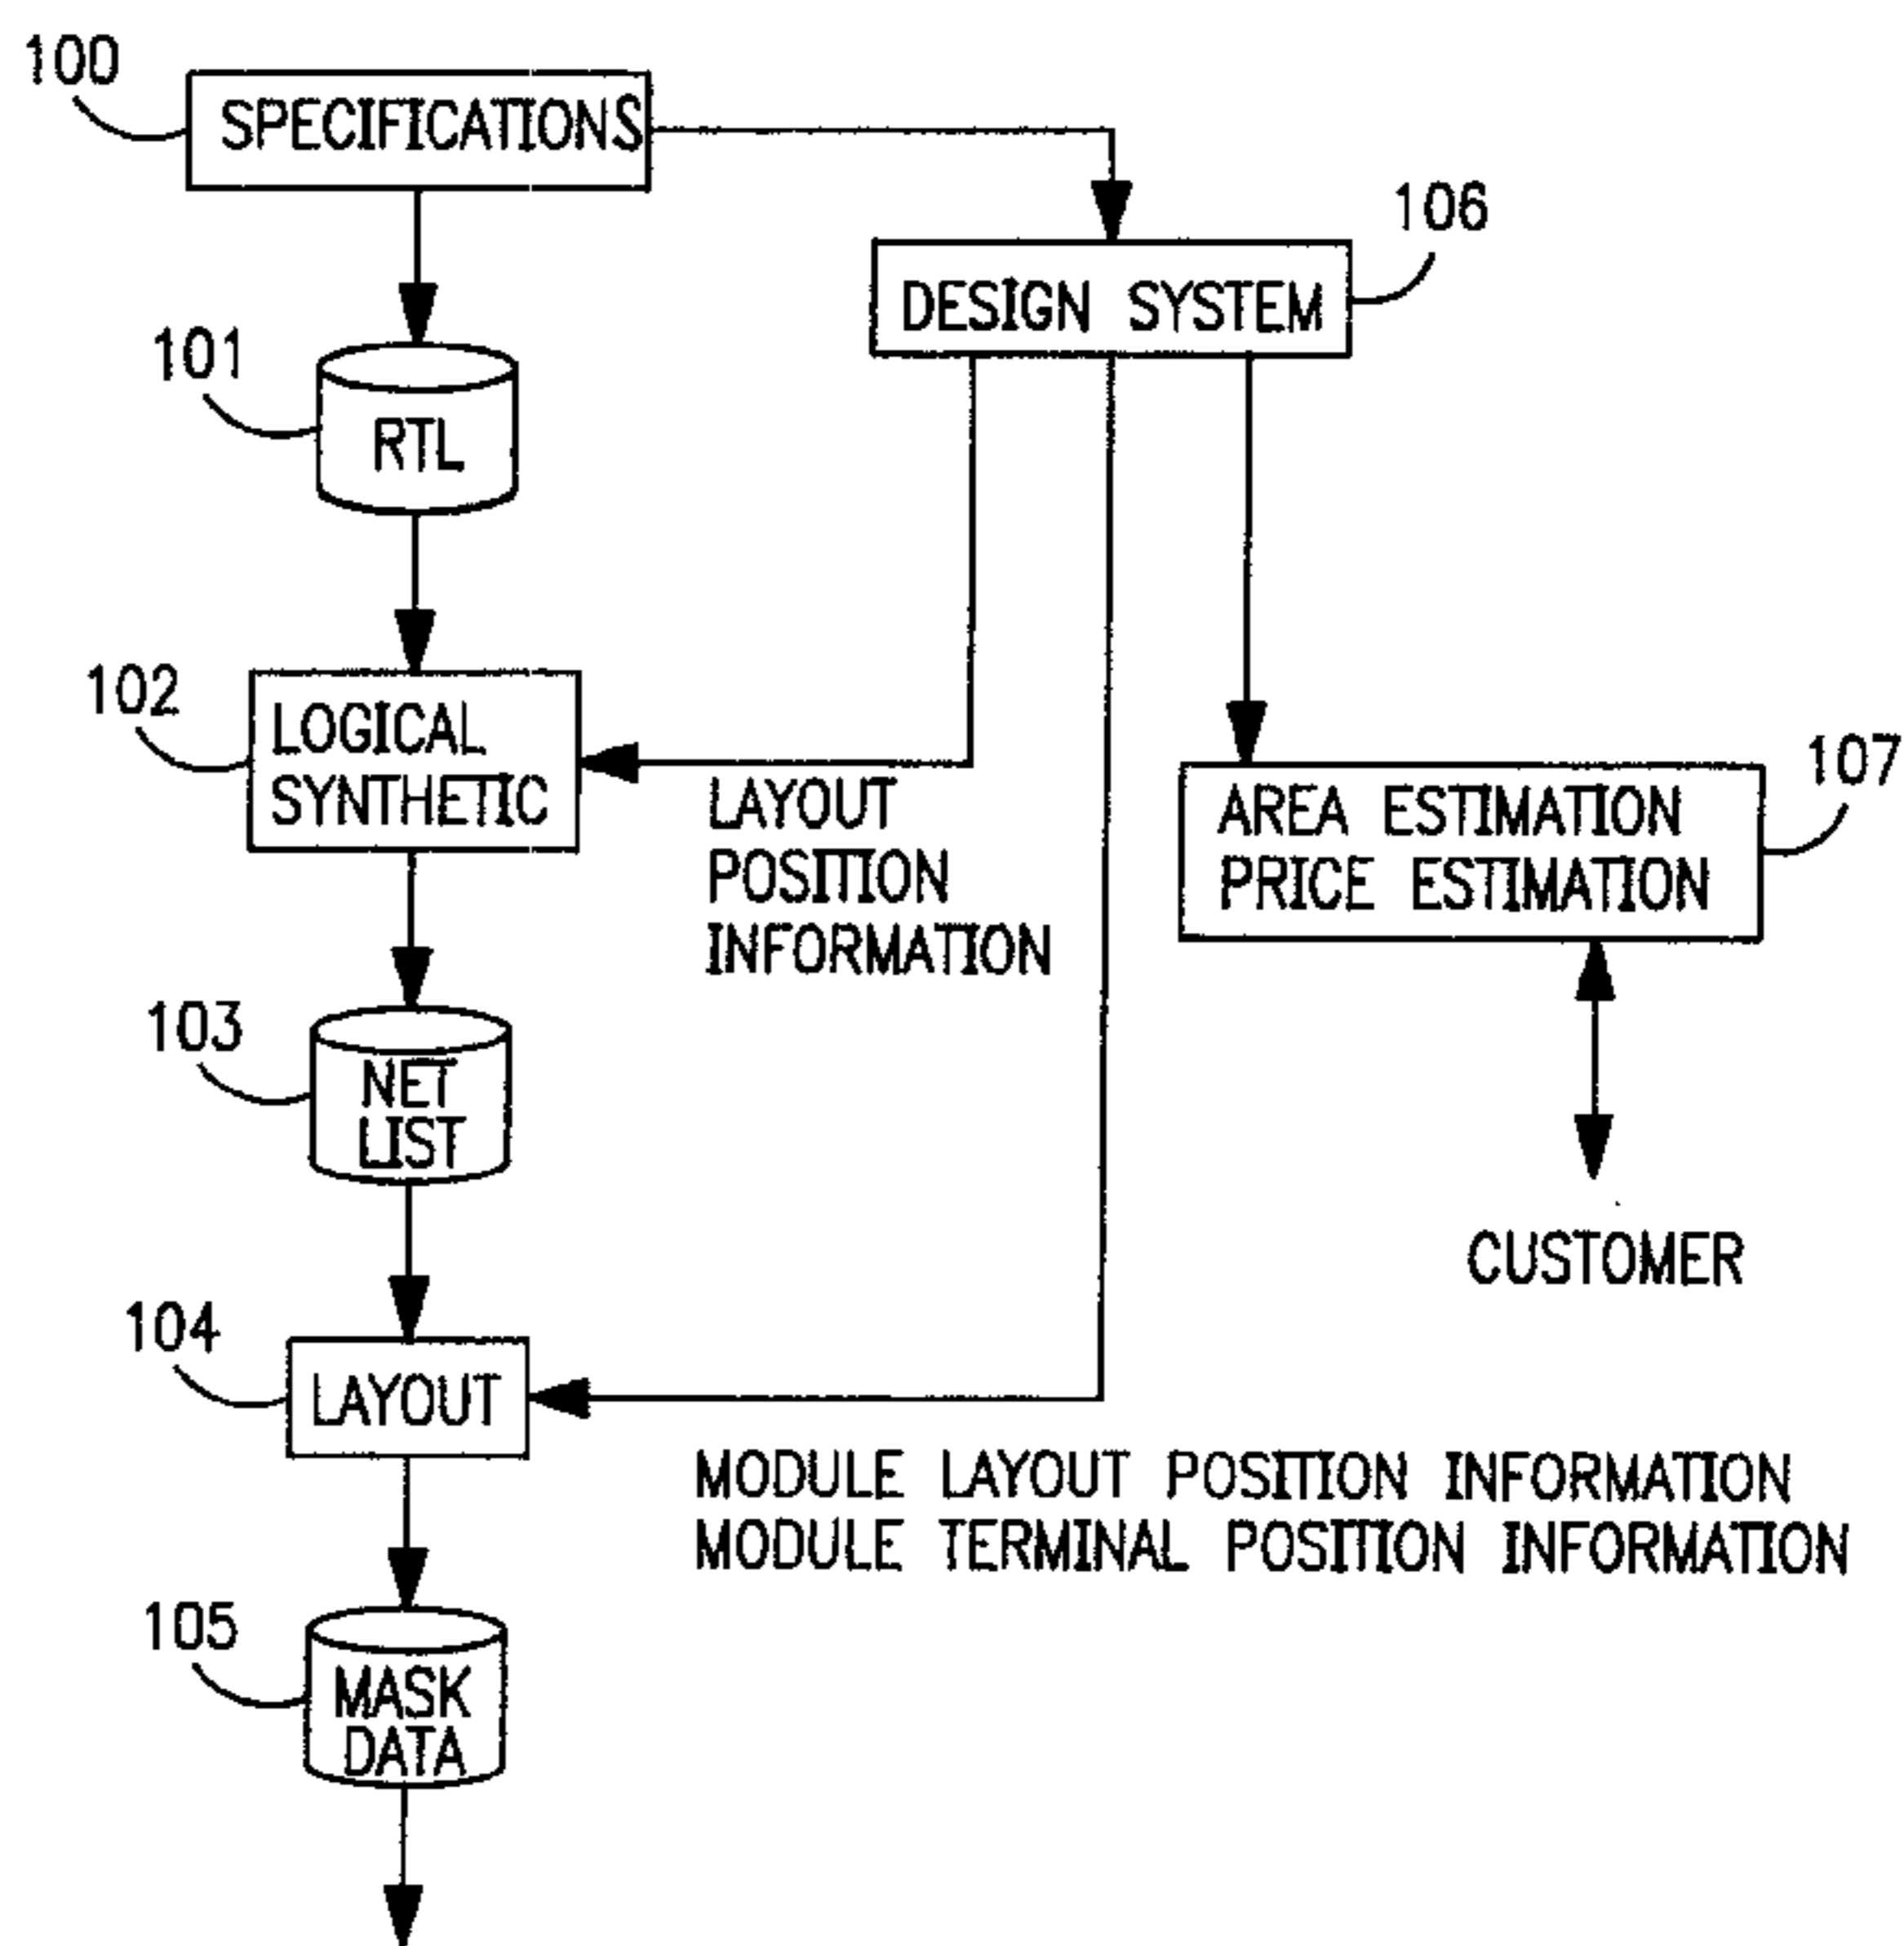 100
SPECIFICATIONS
106
DESIGN SYSTEM
101
RTL
102
LOGICAL
SYNTHETIC
LAYOUT
POSITION
INFORMATION
107
AREA ESTIMATION
PRICE ESTIMATION
103
NET
LIST
CUSTOMER
104
LAYOUT
MODULE LAYOUT POSITION INFORMATION
MODULE TERMINAL POSITION INFORMATION
105
MASK
DATA